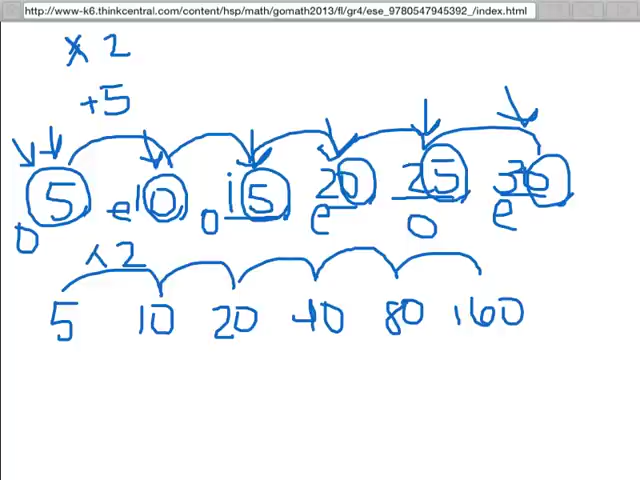 http://www-k6.thinkcentral.com/content/hsp/math/gomath2013/fl/gr4/ese_9780547945392_/index.html
x 2
+5
5 10 15 20 25 30
o e o e o e
x 2
5 10 20 40 80 160